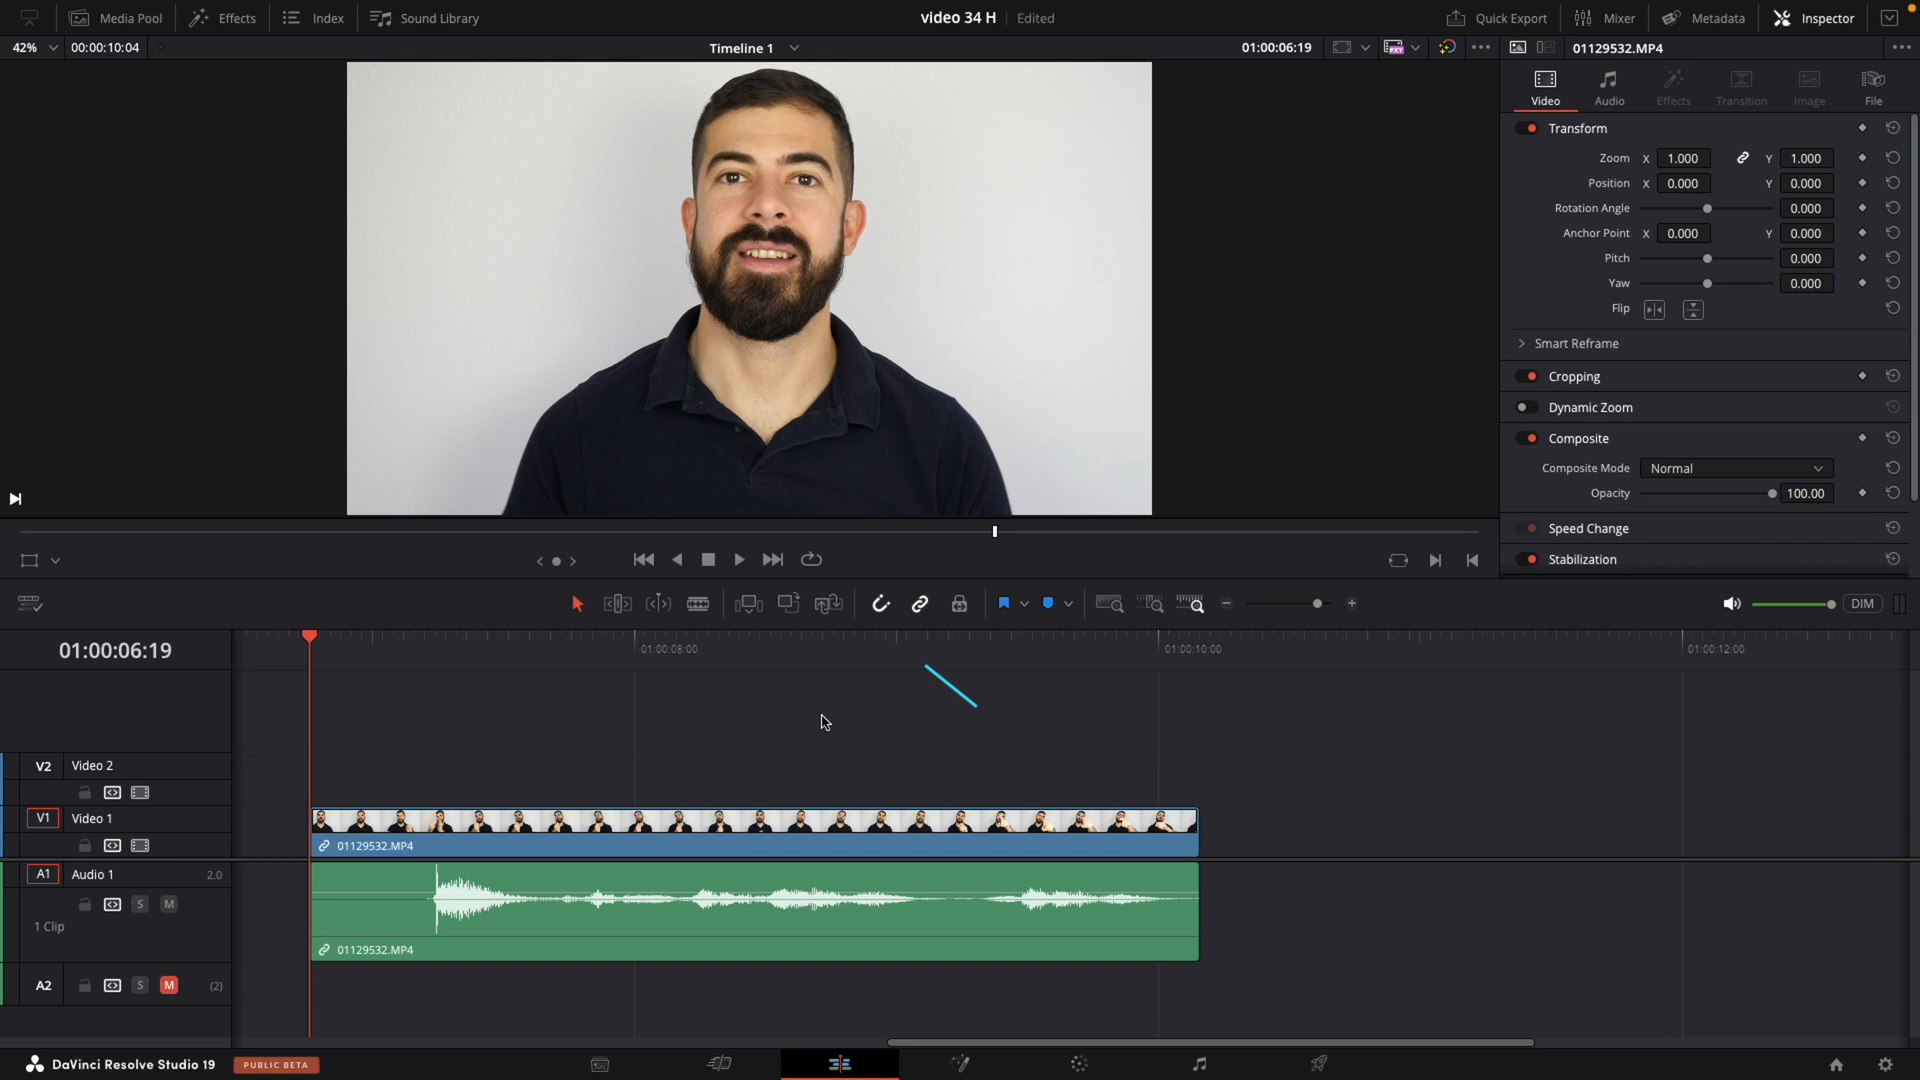 Media Pool Effects Index Sound Library video 34 H Edited Quick Export Mixer Metadata Inspector
42% 00:00:10:04 Timeline 1 01:00:06:19 PXY 01129532.MP4
Video Audio Effects Transition Image File
Transform
Zoom X 1.000 Y 1.000
Position X 0.000 Y 0.000
Rotation Angle 0.000
Anchor Point X 0.000 Y 0.000
Pitch 0.000
Yaw 0.000
Flip
Smart Reframe
Cropping
Dynamic Zoom
Composite
Composite Mode Normal
Opacity 100.00
Speed Change
Stabilization
DIM
01:00:06:19 01:00:08:00 01:00:10:00 01:00:12:00
V2 Video 2
V1 Video 1
01129532.MP4
A1 Audio 1 2.0
S M
1 Clip
01129532.MP4
A2 S M (2)
DaVinci Resolve Studio 19 PUBLIC BETA